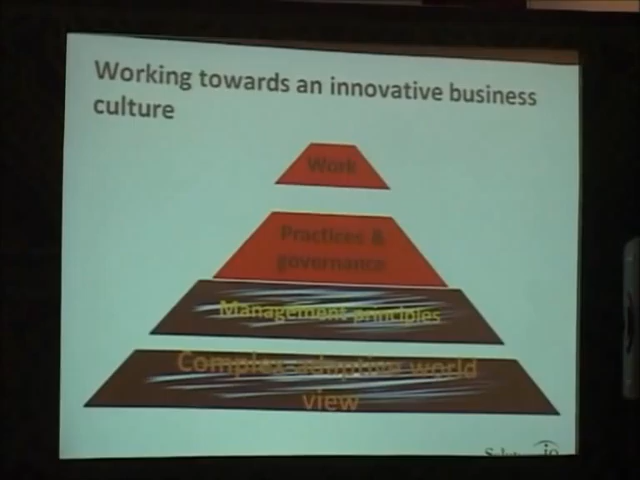 Working towards an innovative business
culture
Work
Practices &
governance
Management principles
Complex adaptive world
view